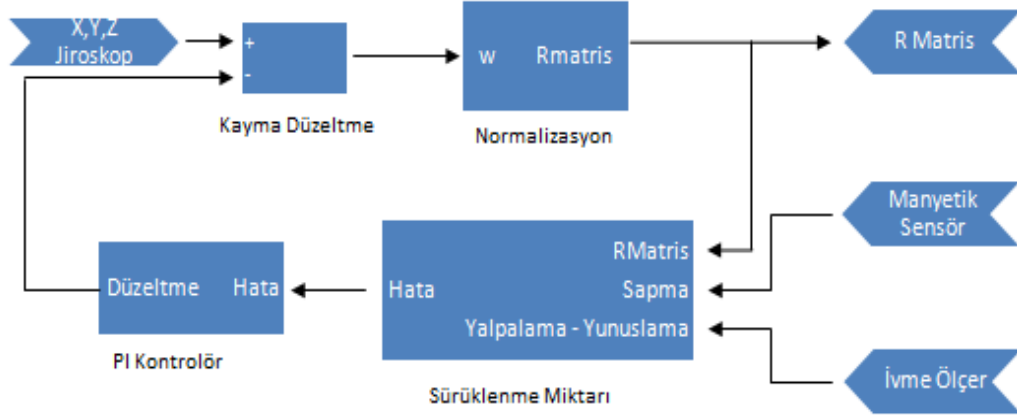 X,Y,Z
Jiroskop
+
-
Kayma Düzeltme
w Rmatris
Normalizasyon
R Matris
Manyetik
Sensör
RMatris
Sapma
Yalpalama - Yunuslama
Hata
Sürüklenme Miktarı
Düzeltme Hata
PI Kontrolör
İvme Ölçer